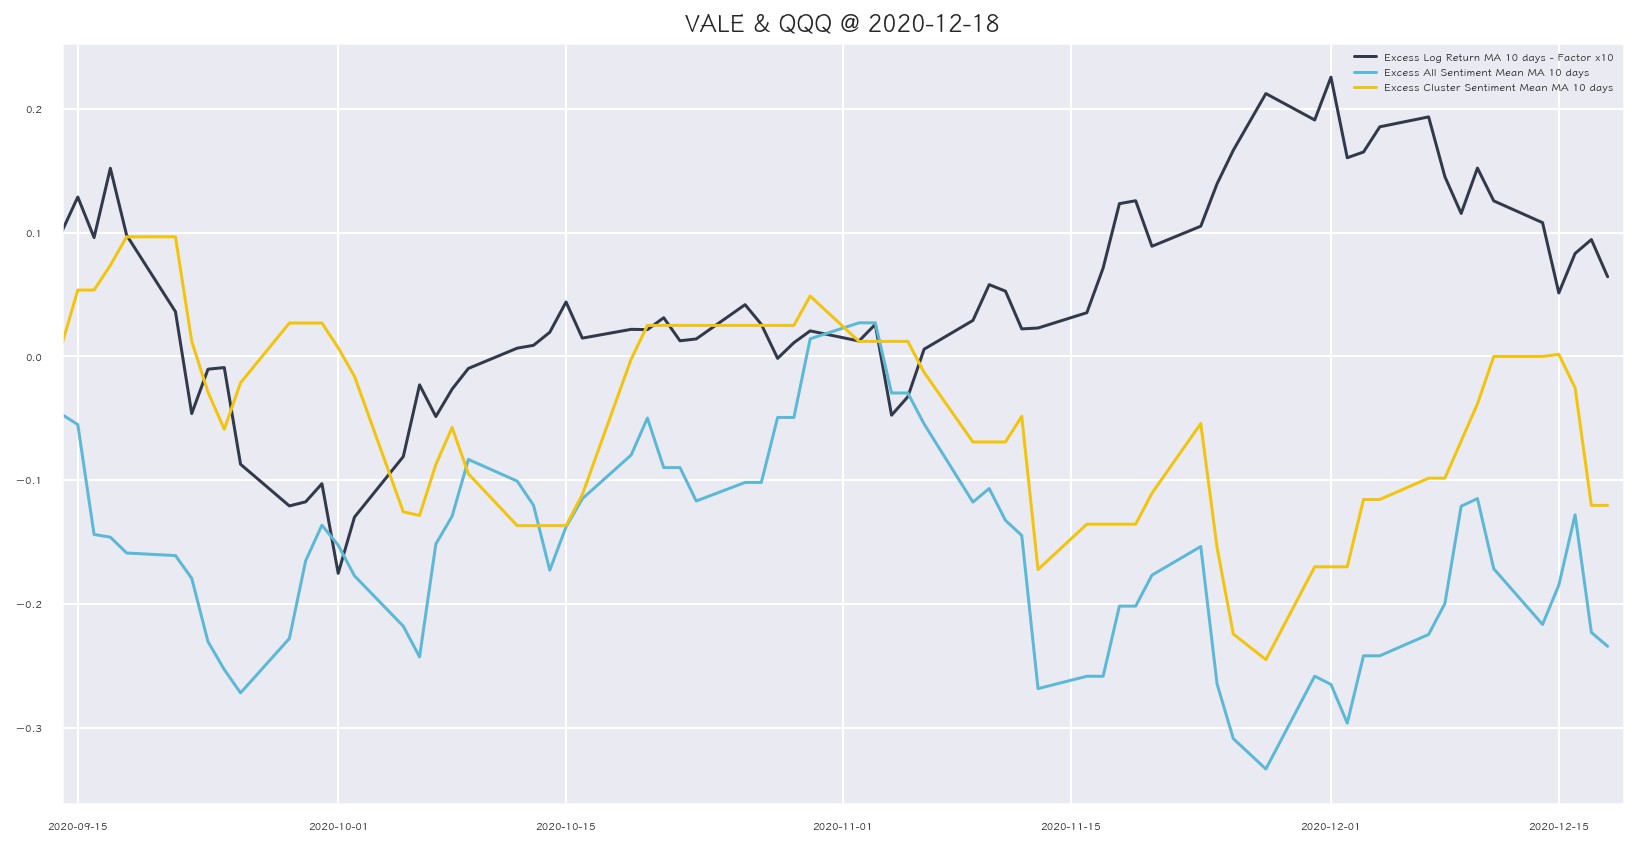 VALE & QQQ @ 2020-12-18
Excess Log Return MA 10 days - Factor x10
Excess All Sentiment Mean MA 10 days
Excess Cluster Sentiment Mean MA 10 days
0.2
0.1
0.0
−0.1
−0.2
−0.3
2020-09-15 2020-10-01 2020-10-15 2020-11-01 2020-11-15 2020-12-01 2020-12-15